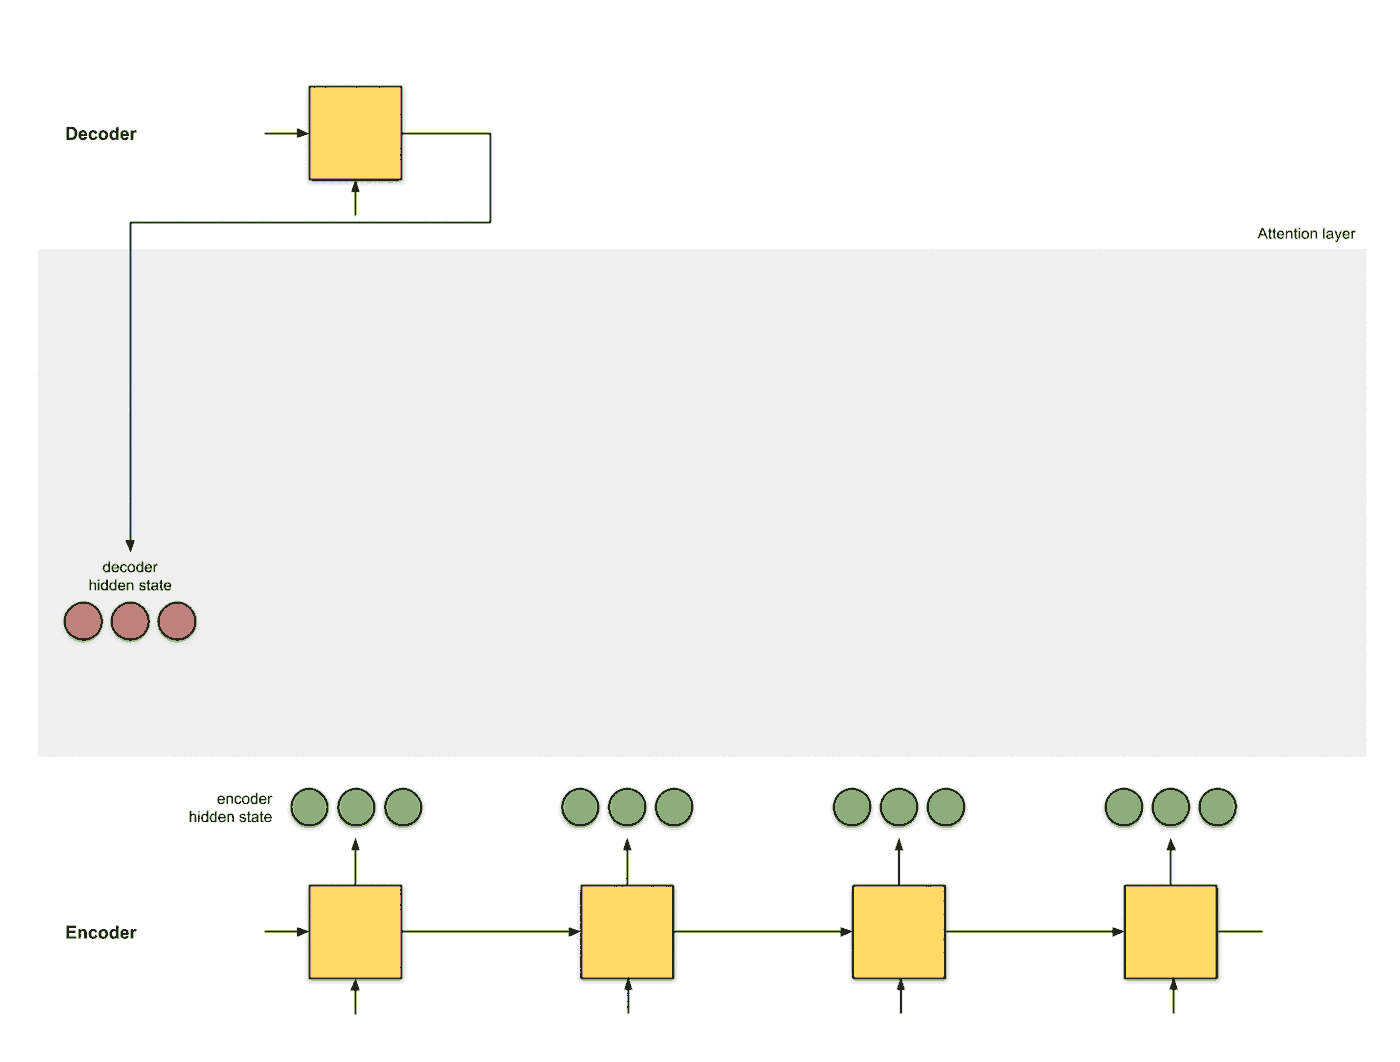 Decoder
Attention layer
decoder
hidden state
encoder
hidden state
Encoder